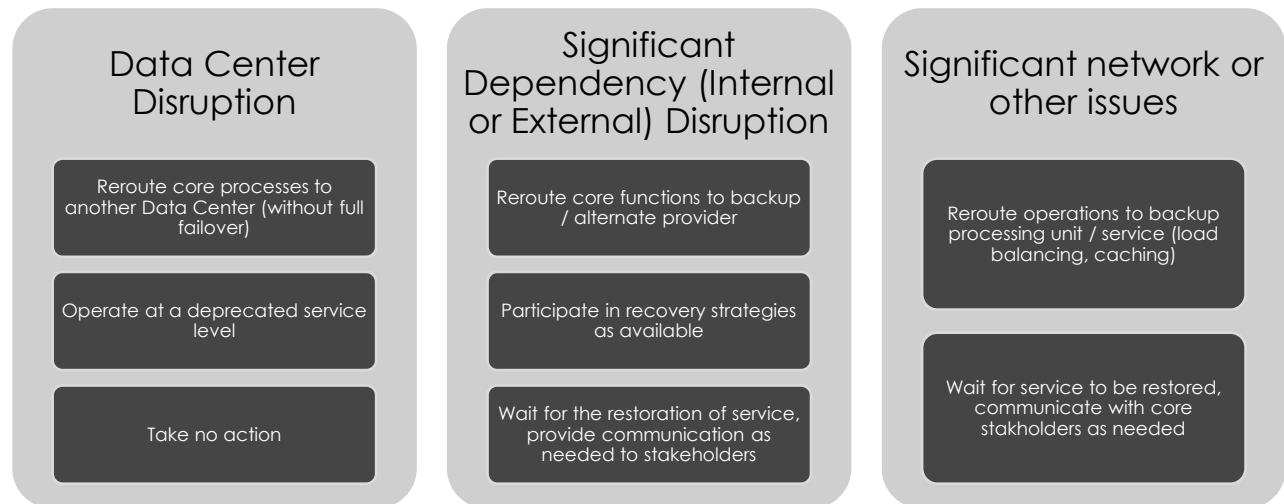 Data Center
Disruption
Reroute core processes to
another Data Center (without full
failover)
Operate at a deprecated service
level
Take no action
Significant
Dependency (Internal
or External) Disruption
Reroute core functions to backup
/ alternate provider
Participate in recovery strategies
as available
Wait for the restoration of service,
provide communication as
needed to stakeholders
Significant network or
other issues
Reroute operations to backup
processing unit / service (load
balancing, caching)
Wait for service to be restored,
communicate with core
stakholders as needed